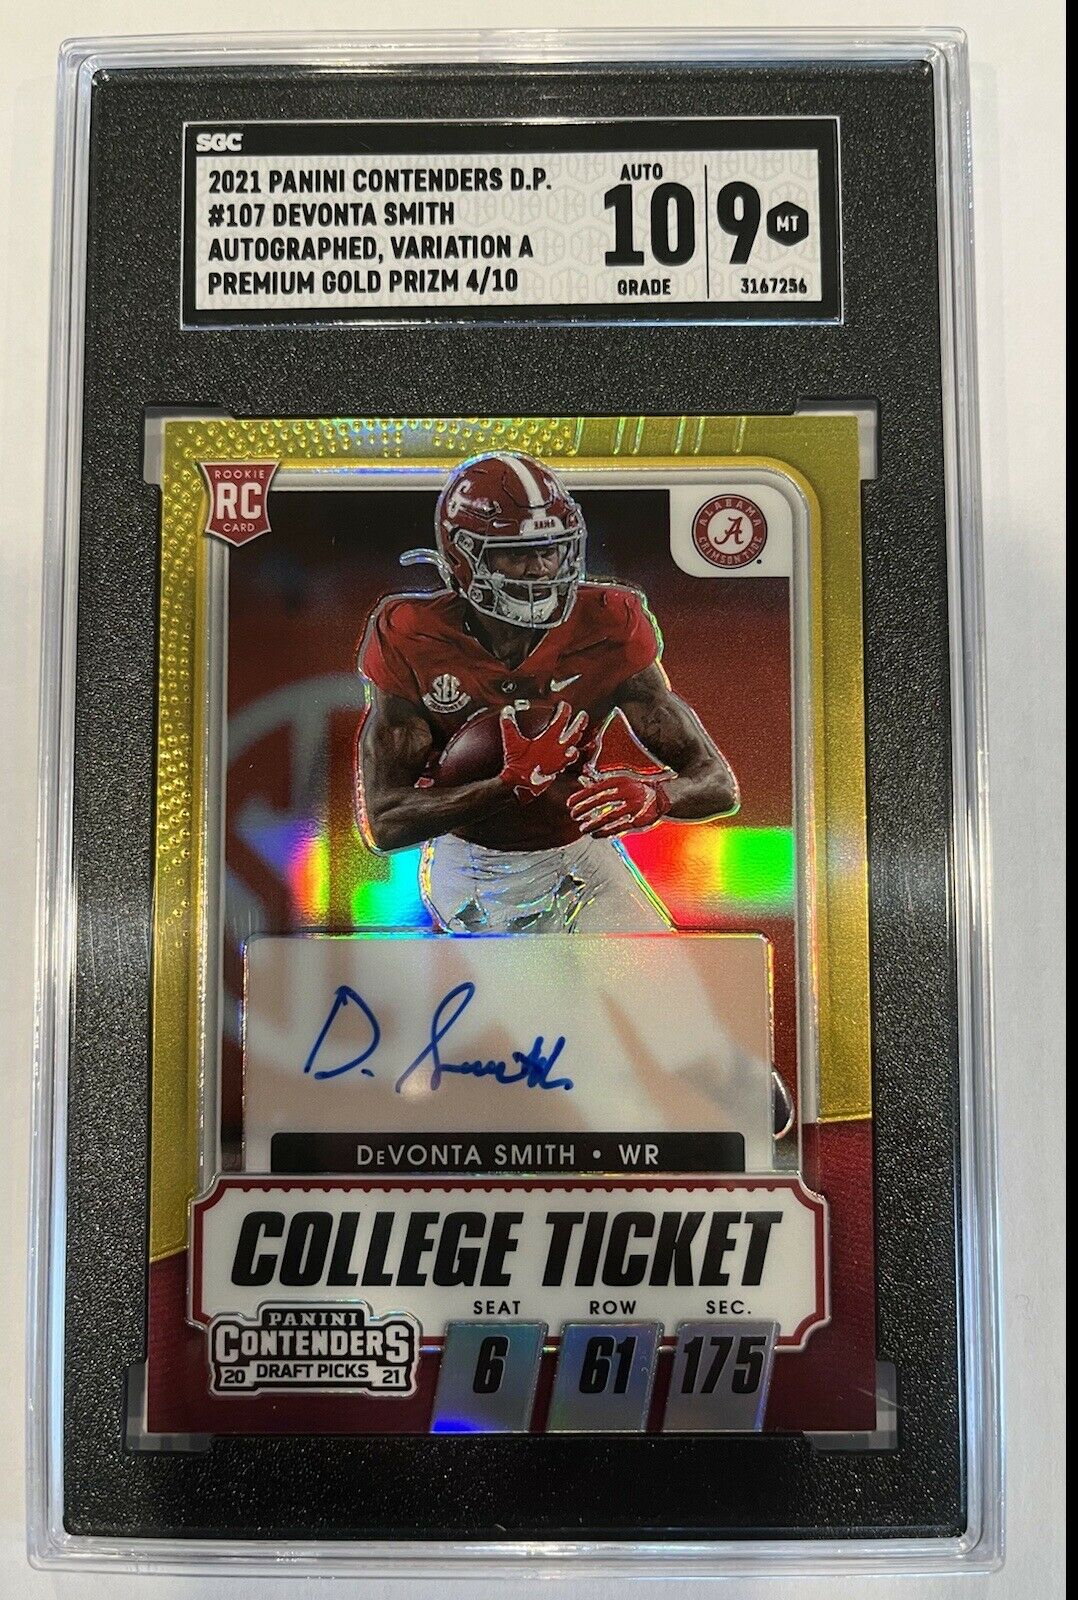 SGC
2021 PANINI CONTENDERS D.P.
#107 DEVONTA SMITH
AUTOGRAPHED, VARIATION A
PREMIUM GOLD PRIZM 4/10
AUTO
10
GRADE
9 MT
3167256
ROOKIE
RC
CARD
ALABAMA
A
CRIMSON TIDE
BAMA
SEC
D. Smith
DeVONTA SMITH • WR
COLLEGE TICKET
SEAT ROW SEC.
6 61 175
PANINI
CONTENDERS
20 DRAFT PICKS 21